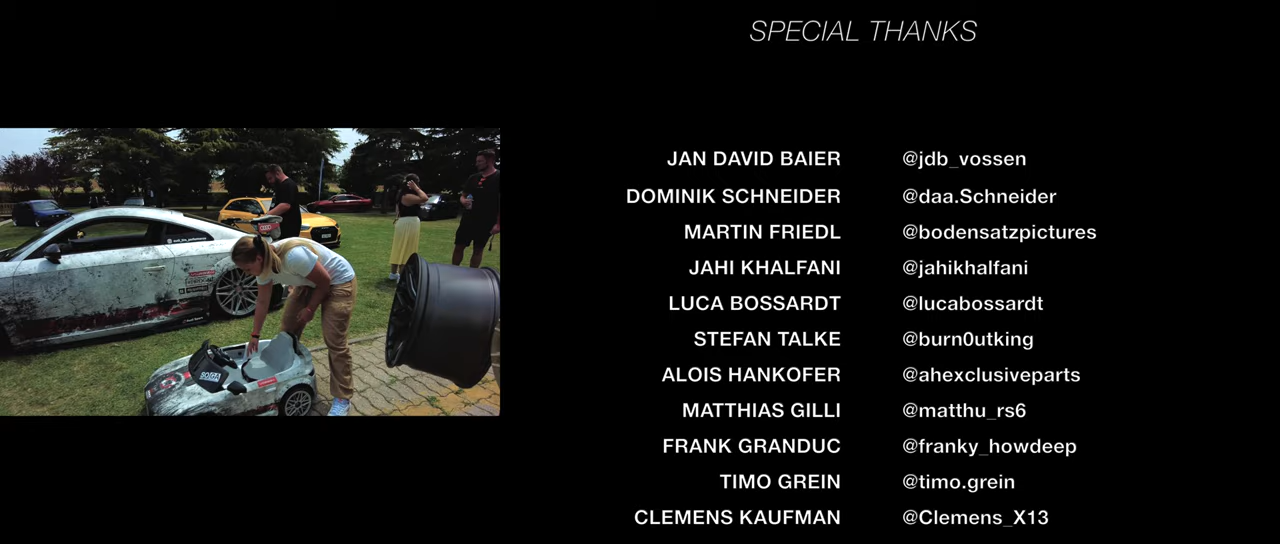 SPECIAL THANKS
JAN DAVID BAIER @jdb_vossen
DOMINIK SCHNEIDER @daa.Schneider
MARTIN FRIEDL @bodensatzpictures
JAHI KHALFANI @jahikhalfani
LUCA BOSSARDT @lucabossardt
STEFAN TALKE @burn0utking
ALOIS HANKOFER @ahexclusiveparts
MATTHIAS GILLI @matthu_rs6
FRANK GRANDUC @franky_howdeep
TIMO GREIN @timo.grein
CLEMENS KAUFMAN @Clemens_X13